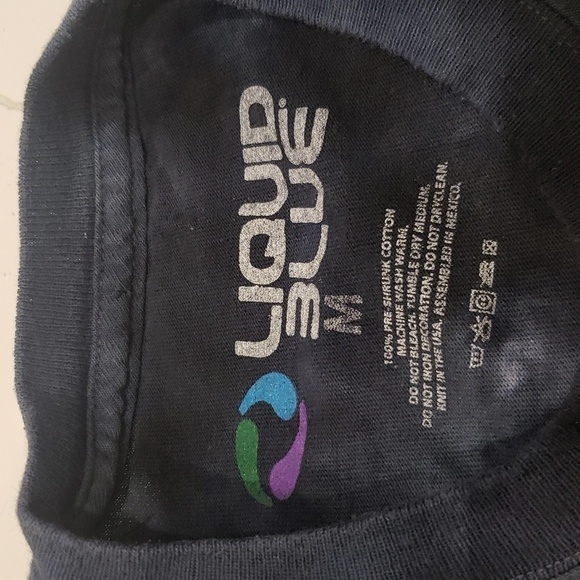 LIQUID
BLUE®
M
100% PRE-SHRUNK COTTON
MACHINE WASH WARM.
DO NOT BLEACH. TUMBLE DRY MEDIUM.
DO NOT IRON DECORATION. DO NOT DRYCLEAN.
KNIT IN THE USA. ASSEMBLED IN MEXICO.